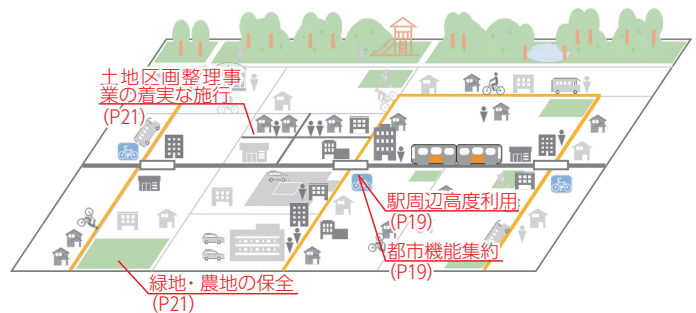 土地区画整理事
業の着実な施行
(P21)
駅周辺高度利用
(P19)
都市機能集約
(P19)
緑地・農地の保全
(P21)